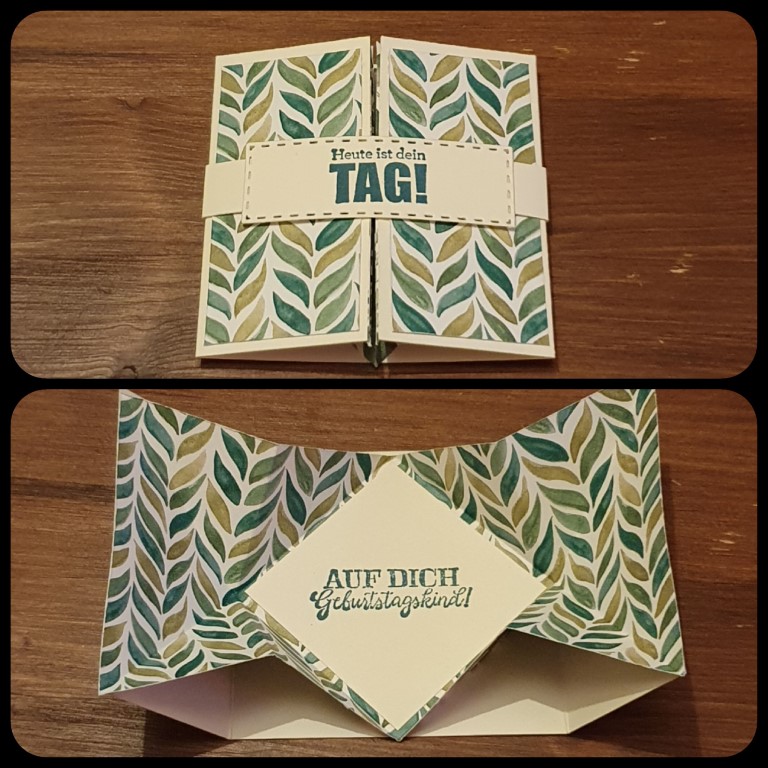 Heute ist dein
TAG!
AUF DICH
Geburtstagskind!